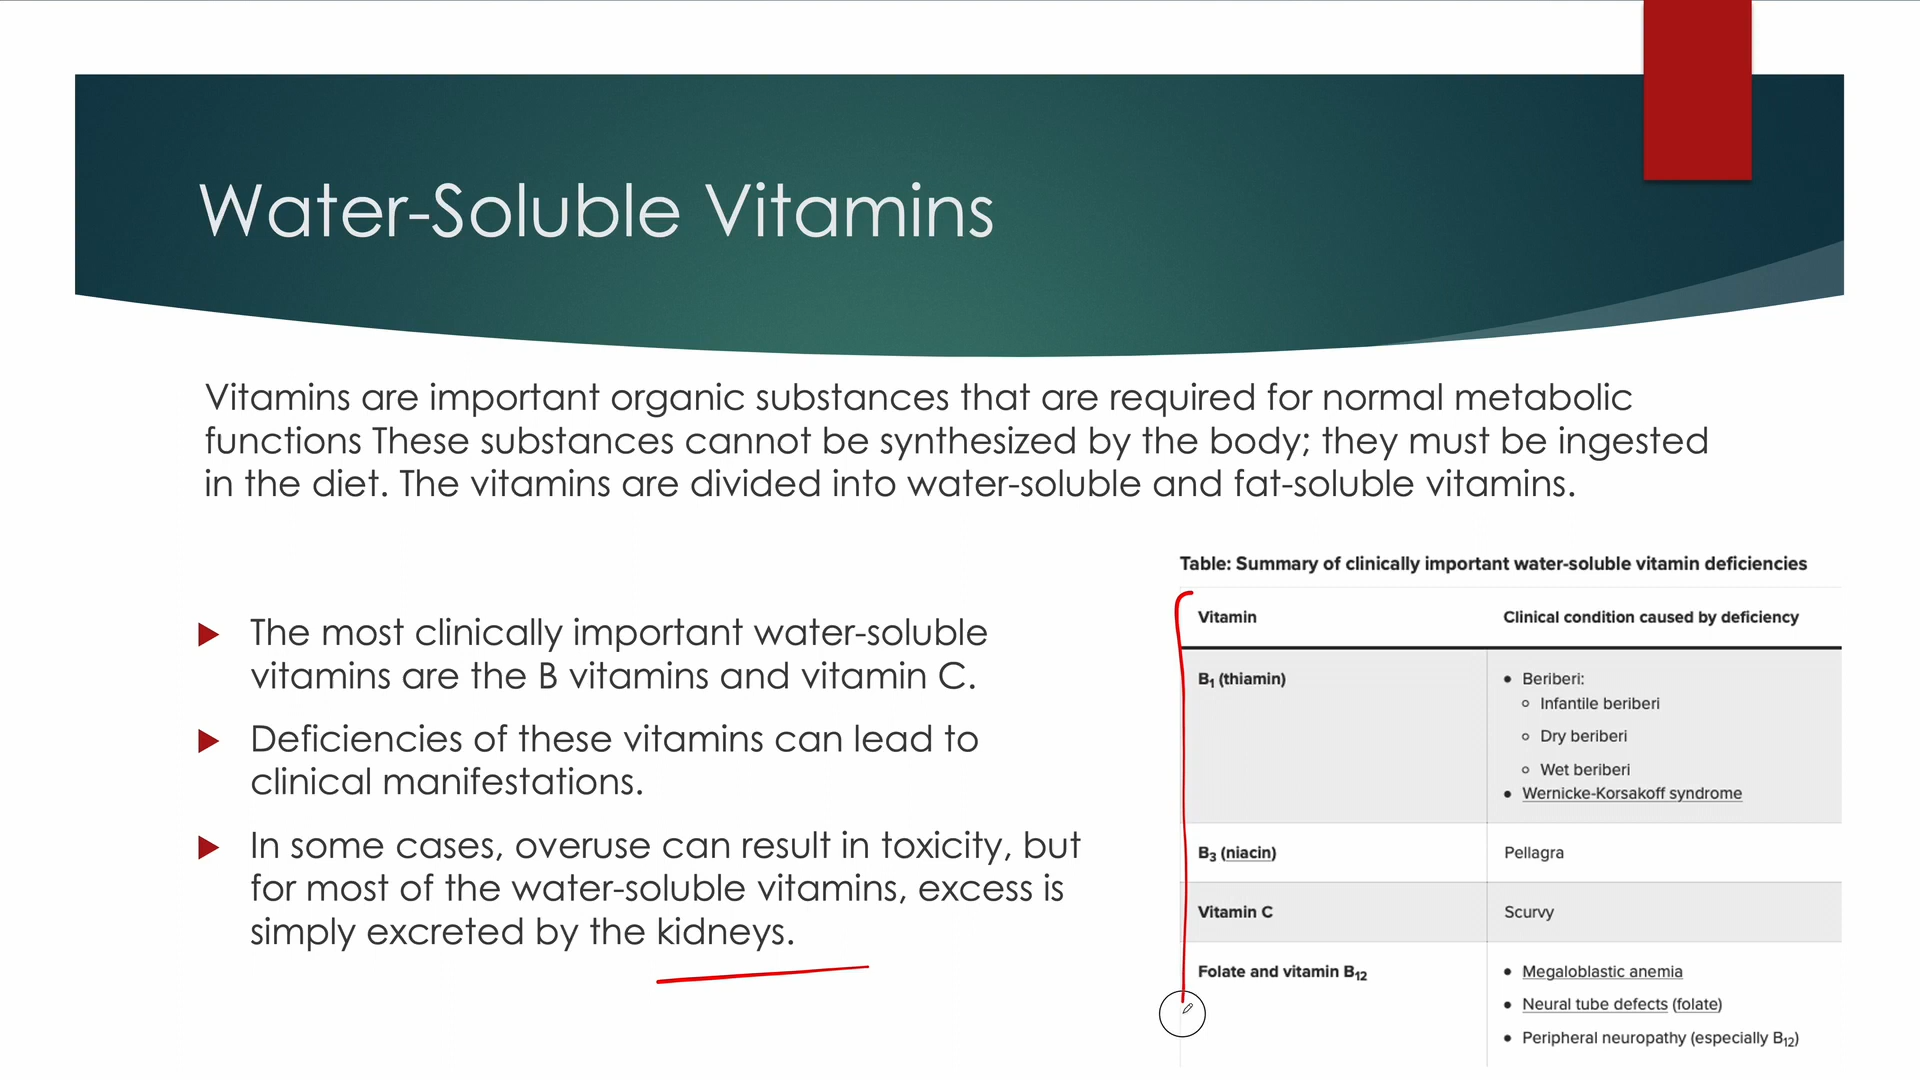 Water-Soluble Vitamins
Vitamins are important organic substances that are required for normal metabolic
functions These substances cannot be synthesized by the body; they must be ingested
in the diet. The vitamins are divided into water-soluble and fat-soluble vitamins.
The most clinically important water-soluble
vitamins are the B vitamins and vitamin C.
Deficiencies of these vitamins can lead to
clinical manifestations.
In some cases, overuse can result in toxicity, but
for most of the water-soluble vitamins, excess is
simply excreted by the kidneys.
Table: Summary of clinically important water-soluble vitamin deficiencies
Vitamin Clinical condition caused by deficiency
B₁ (thiamin) • Beriberi:
◦ Infantile beriberi
◦ Dry beriberi
◦ Wet beriberi
• Wernicke-Korsakoff syndrome
B₃ (niacin) Pellagra
Vitamin C Scurvy
Folate and vitamin B₁₂ • Megaloblastic anemia
• Neural tube defects (folate)
• Peripheral neuropathy (especially B₁₂)